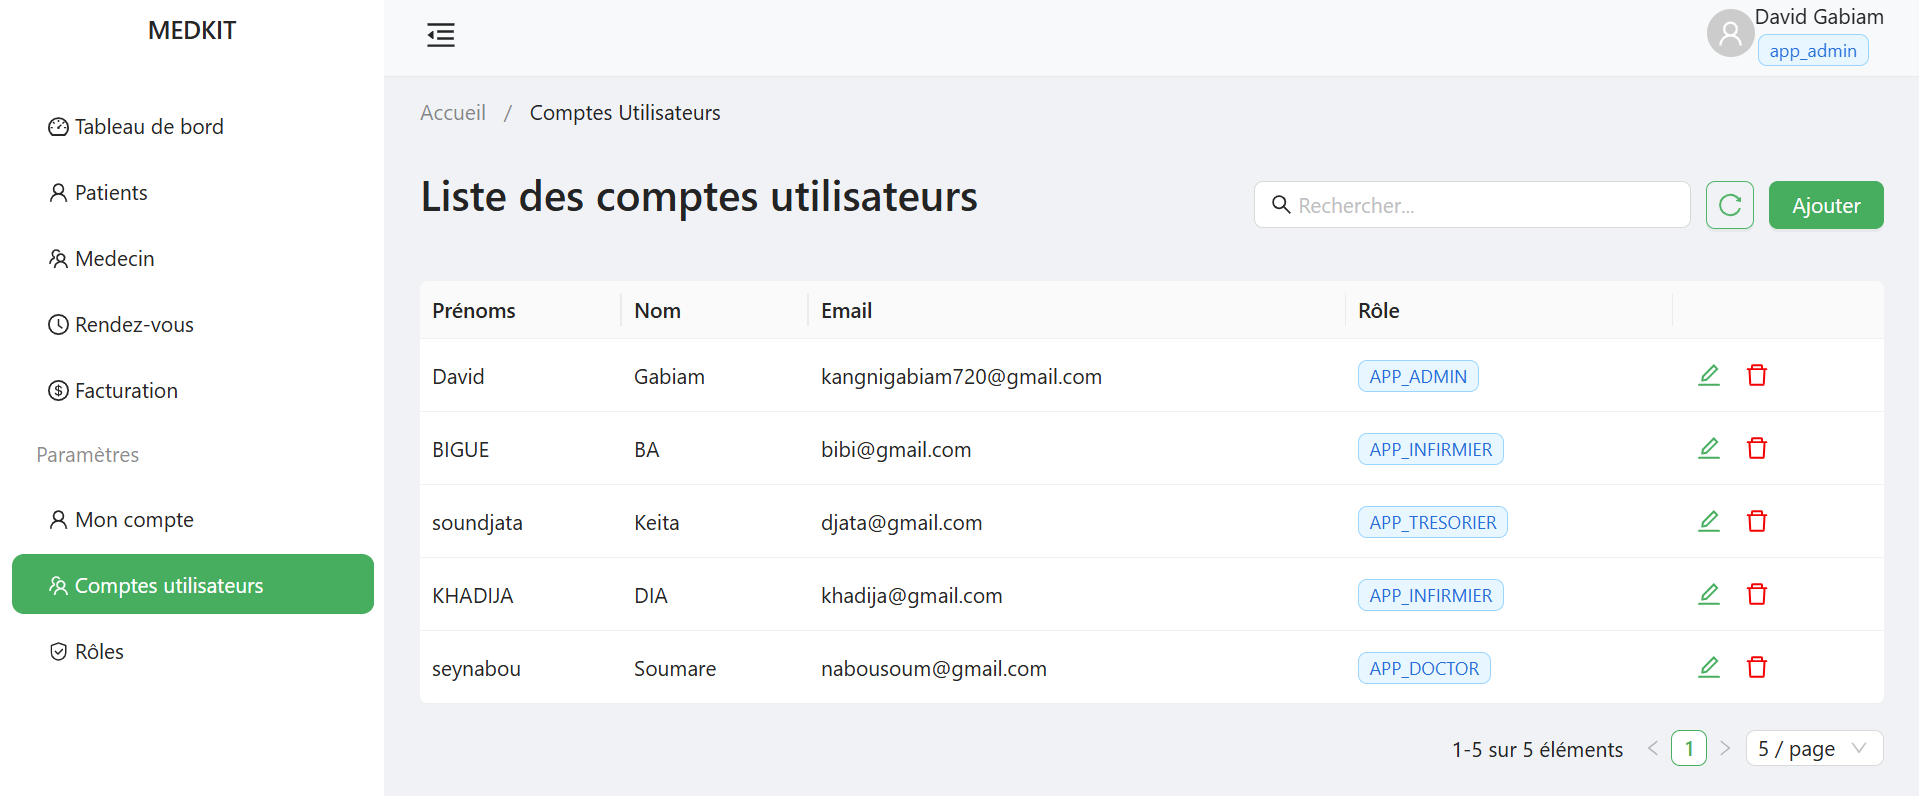 MEDKIT
Tableau de bord
Patients
Medecin
Rendez-vous
Facturation
Paramètres
Mon compte
Comptes utilisateurs
Rôles
David Gabiam
app_admin
Accueil / Comptes Utilisateurs
Liste des comptes utilisateurs
Rechercher...
Ajouter
Prénoms Nom Email Rôle
David Gabiam kangnigabiam720@gmail.com APP_ADMIN
BIGUE BA bibi@gmail.com APP_INFIRMIER
soundjata Keita djata@gmail.com APP_TRESORIER
KHADIJA DIA khadija@gmail.com APP_INFIRMIER
seynabou Soumare nabousoum@gmail.com APP_DOCTOR
1-5 sur 5 éléments < 1 > 5 / page